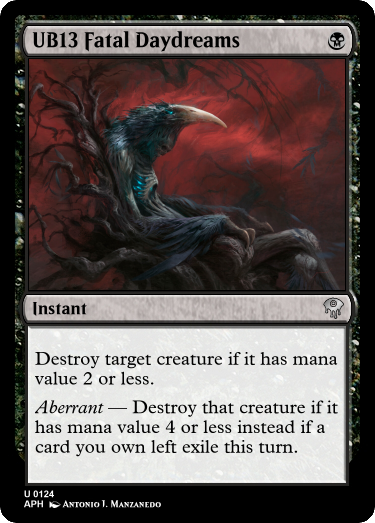 UB13 Fatal Daydreams
Instant
Destroy target creature if it has mana
value 2 or less.
Aberrant — Destroy that creature if it
has mana value 4 or less instead if a
card you own left exile this turn.
U 0124
APH Antonio J. Manzanedo